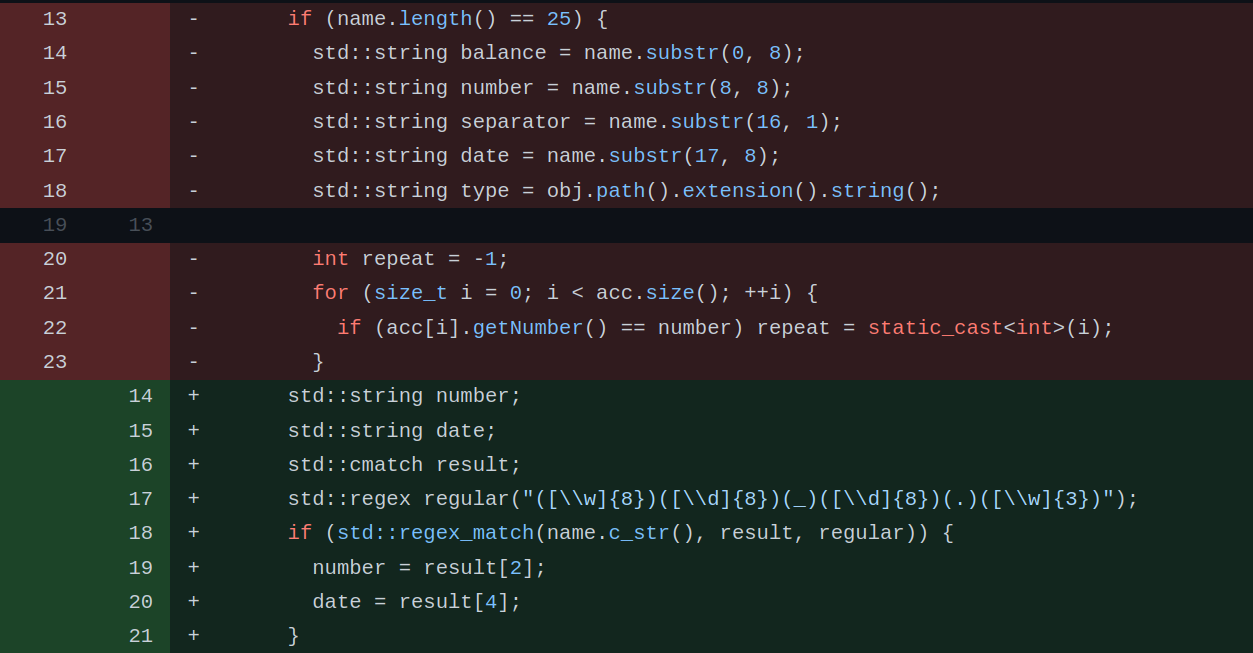 13 - if (name.length() == 25) {
14 - std::string balance = name.substr(0, 8);
15 - std::string number = name.substr(8, 8);
16 - std::string separator = name.substr(16, 1);
17 - std::string date = name.substr(17, 8);
18 - std::string type = obj.path().extension().string();
19 13
20 - int repeat = -1;
21 - for (size_t i = 0; i < acc.size(); ++i) {
22 - if (acc[i].getNumber() == number) repeat = static_cast<int>(i);
23 - }
14 + std::string number;
15 + std::string date;
16 + std::cmatch result;
17 + std::regex regular("([\\w]{8})([\\d]{8})(_)([\\d]{8})(.)([\\w]{3})");
18 + if (std::regex_match(name.c_str(), result, regular)) {
19 + number = result[2];
20 + date = result[4];
21 + }